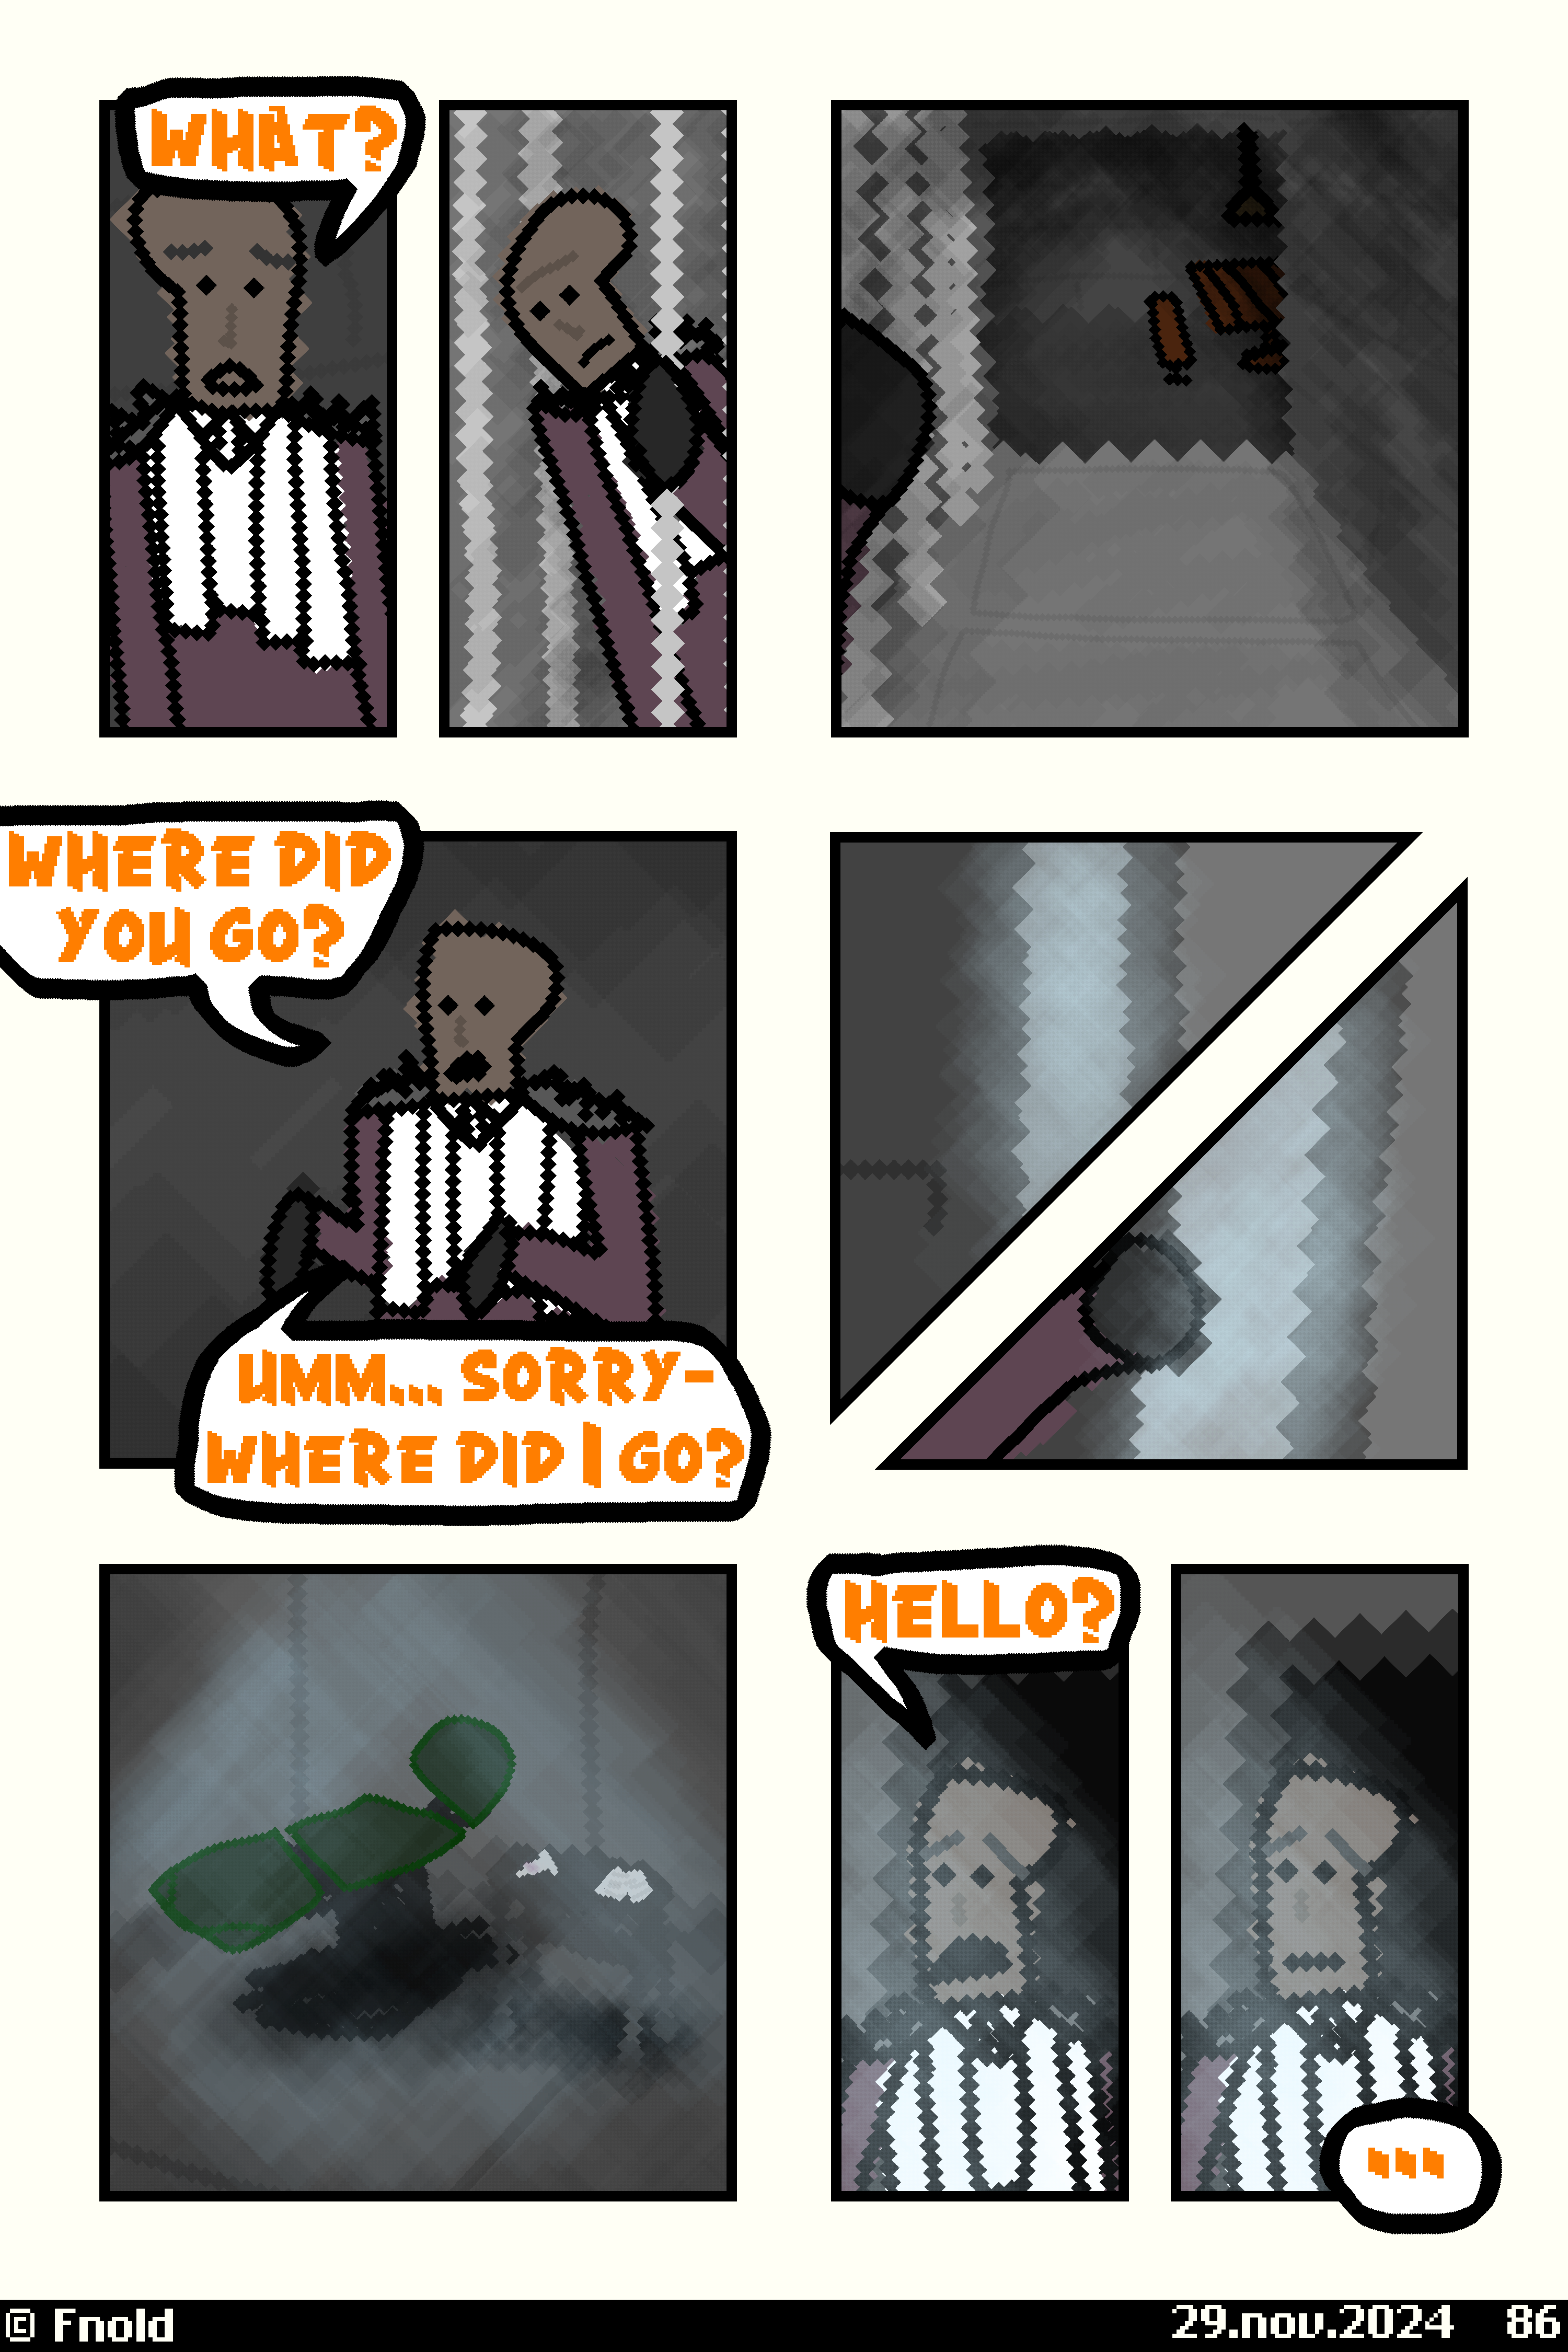 WHAT?
WHERE DID
YOU GO?
UMM... SORRY-
WHERE DID I GO?
HELLO?
...
© Fnold
29.nov.2024 86